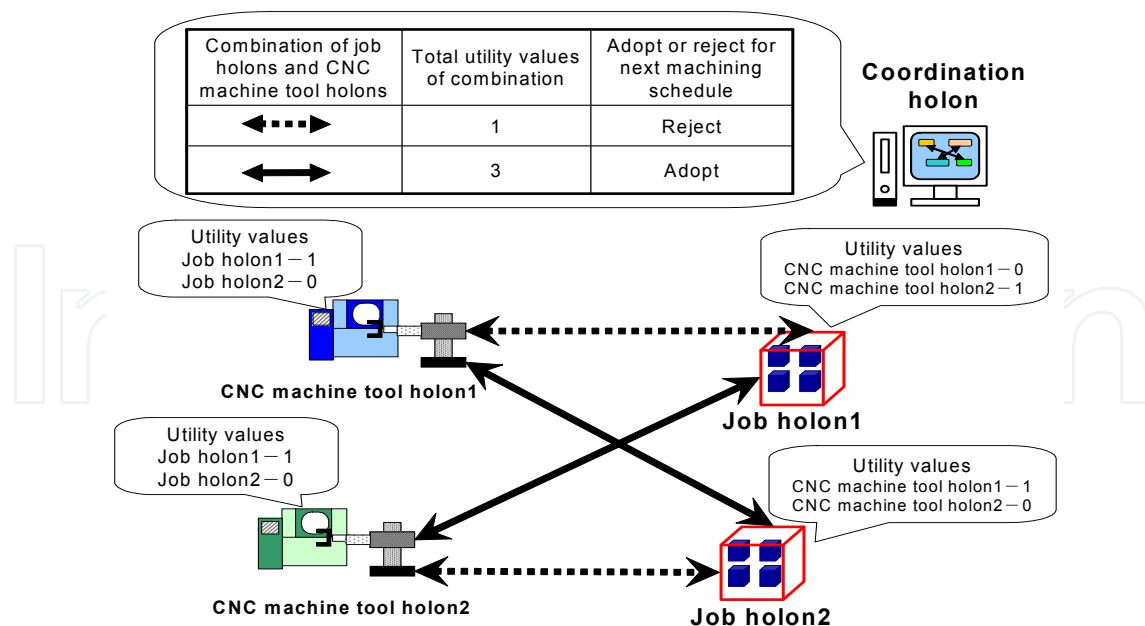 Combination of job
holons and CNC
machine tool holons
Total utility values
of combination
Adopt or reject for
next machining
schedule
1
Reject
3
Adopt
Coordination
holon
Utility values
Job holon1－1
Job holon2－0
Utility values
CNC machine tool holon1－0
CNC machine tool holon2－1
CNC machine tool holon1
Job holon1
Utility values
Job holon1－1
Job holon2－0
Utility values
CNC machine tool holon1－1
CNC machine tool holon2－0
CNC machine tool holon2
Job holon2